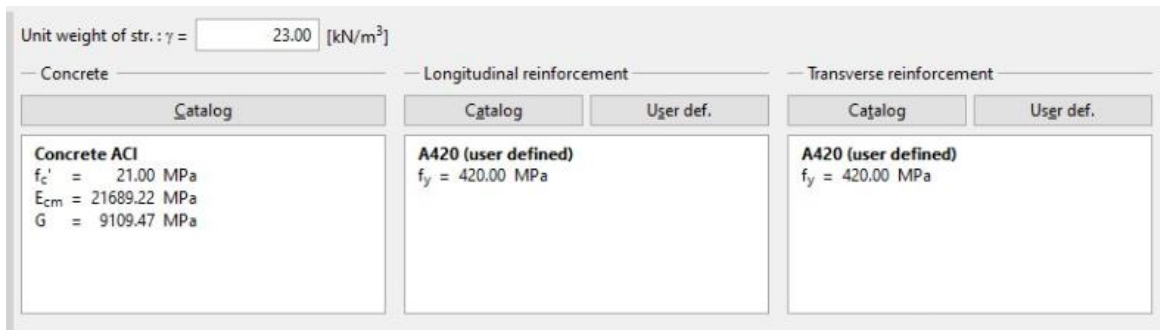 Unit weight of str. : γ = 23.00 [kN/m³]
Concrete
Longitudinal reinforcement
Transverse reinforcement
Catalog
Catalog
User def.
Catalog
User def.
Concrete ACI
fc' = 21.00 MPa
Ecm = 21689.22 MPa
G = 9109.47 MPa
A420 (user defined)
fy = 420.00 MPa
A420 (user defined)
fy = 420.00 MPa